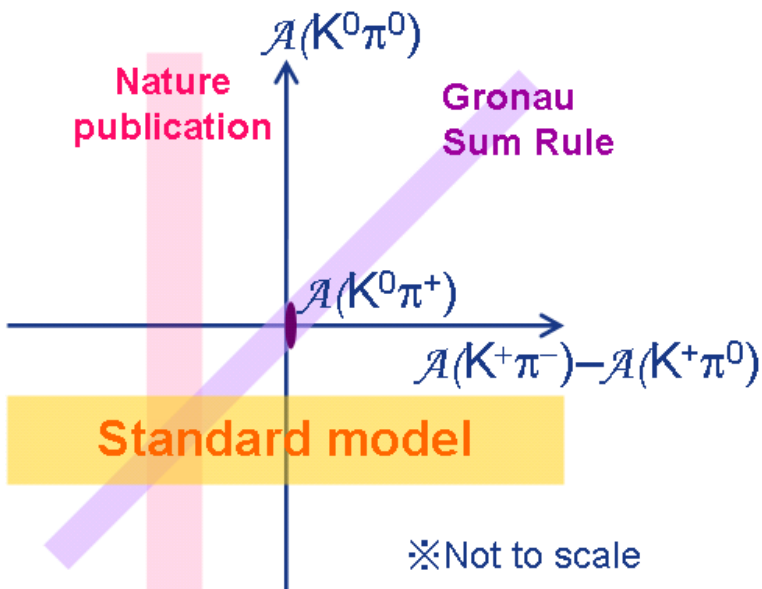 𝒜(K⁰π⁰)
Nature
publication
Gronau
Sum Rule
𝒜(K⁰π⁺)
𝒜(K⁺π⁻)−𝒜(K⁺π⁰)
Standard model
※Not to scale